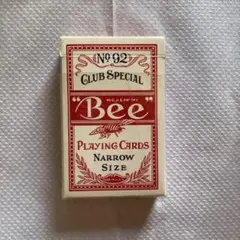 No 92
CLUB SPECIAL
"Bee"
PLAYING CARDS
NARROW
SIZE